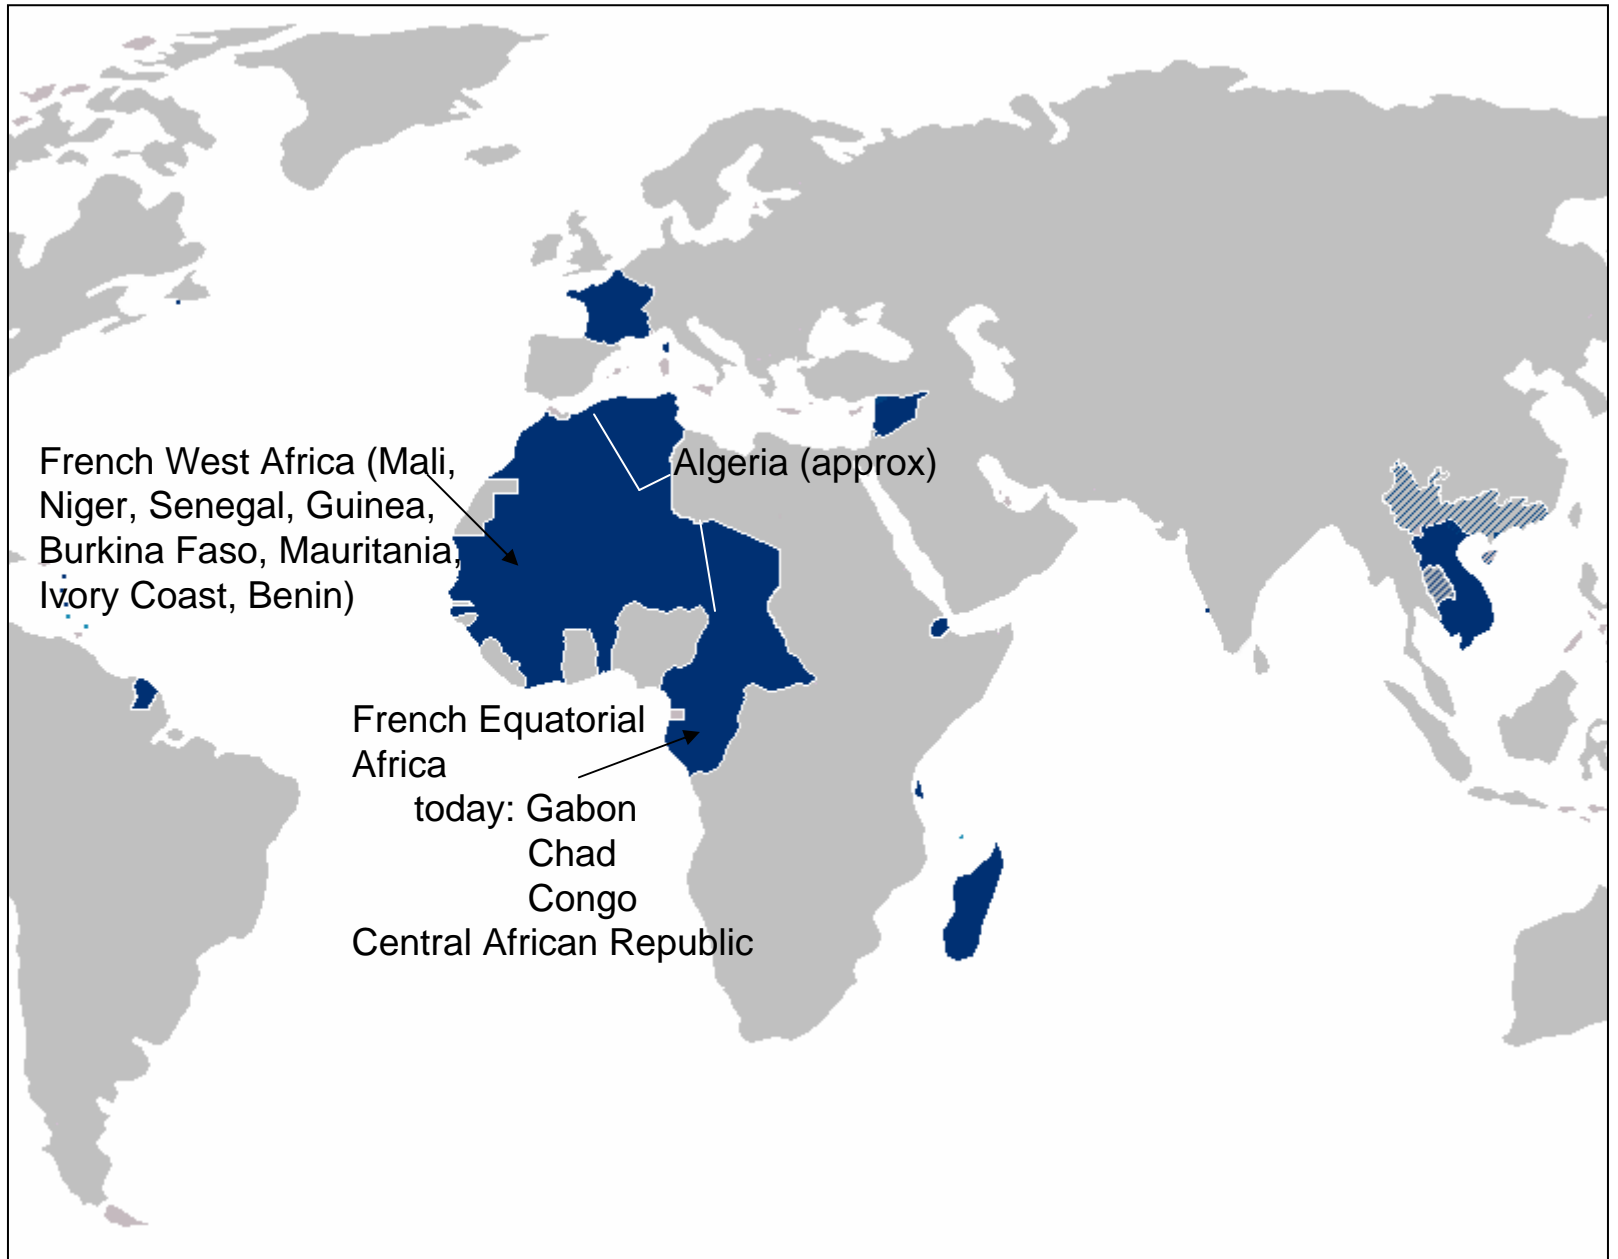 French West Africa (Mali,
Niger, Senegal, Guinea,
Burkina Faso, Mauritania,
Ivory Coast, Benin)
Algeria (approx)
French Equatorial
Africa
today: Gabon
Chad
Congo
Central African Republic